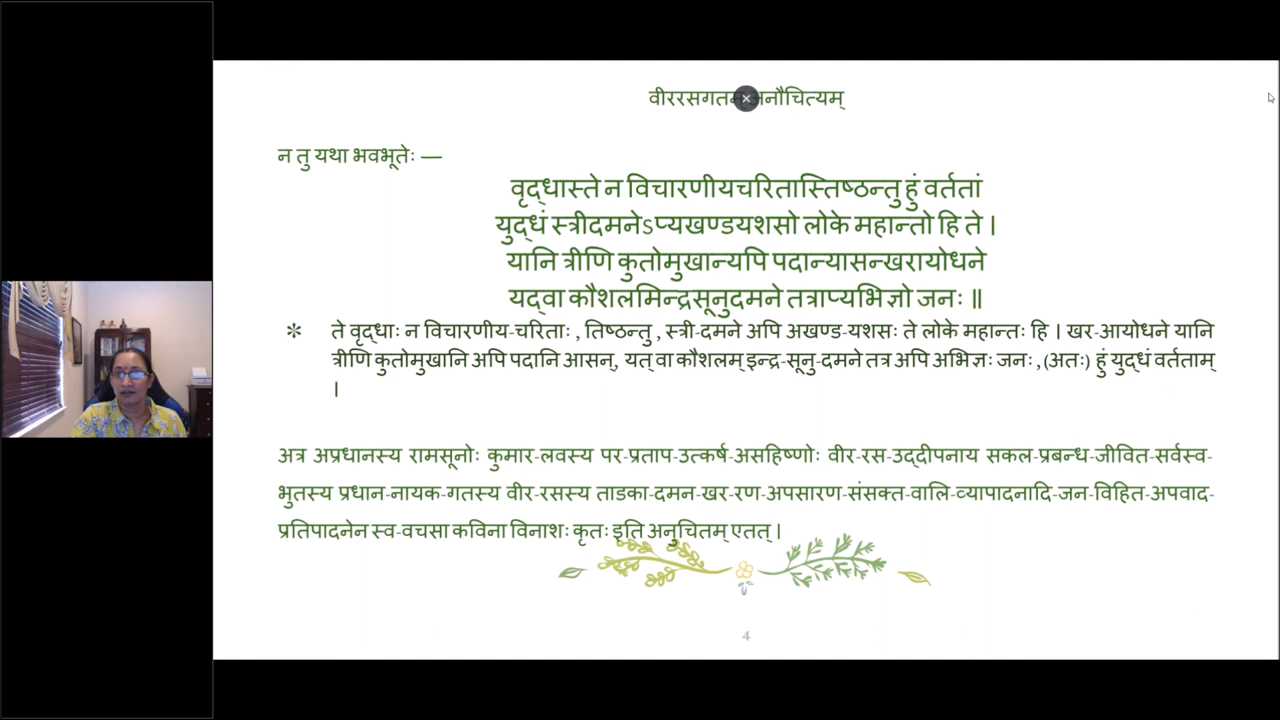 वीररसगतम् अनौचित्यम्
न तु यथा भवभूतेः —
वृद्धास्ते न विचारणीयचरितास्तिष्ठन्तु हुं वर्ततां
युद्धं स्त्रीदमनेऽप्यखण्डयशसो लोके महान्तो हि ते ।
यानि त्रीणि कुतोमुखान्यपि पदान्यासन्खरायोधने
यद्वा कौशलमिन्द्रसूनुदमने तत्राप्यभिज्ञो जनः ॥
* ते वृद्धाः न विचारणीय-चरिताः , तिष्ठन्तु , स्त्री-दमने अपि अखण्ड-यशसः ते लोके महान्तः हि । खर-आयोधने यानि
त्रीणि कुतोमुखानि अपि पदानि आसन्, यत् वा कौशलम् इन्द्र-सूनु-दमने तत्र अपि अभिज्ञः जनः , (अतः) हुं युद्धं वर्तताम्
।
अत्र अप्रधानस्य रामसूनोः कुमार-लवस्य पर-प्रताप-उत्कर्ष-असहिष्णोः वीर-रस-उद्दीपनाय सकल-प्रबन्ध-जीवित-सर्वस्व-
भुतस्य प्रधान-नायक-गतस्य वीर-रसस्य ताडका-दमन-खर-रण-अपसारण-संसक्त-वालि-व्यापादनादि-जन-विहित-अपवाद-
प्रतिपादनेन स्व-वचसा कविना विनाशः कृतः इति अनुचितम् एतत् ।
4